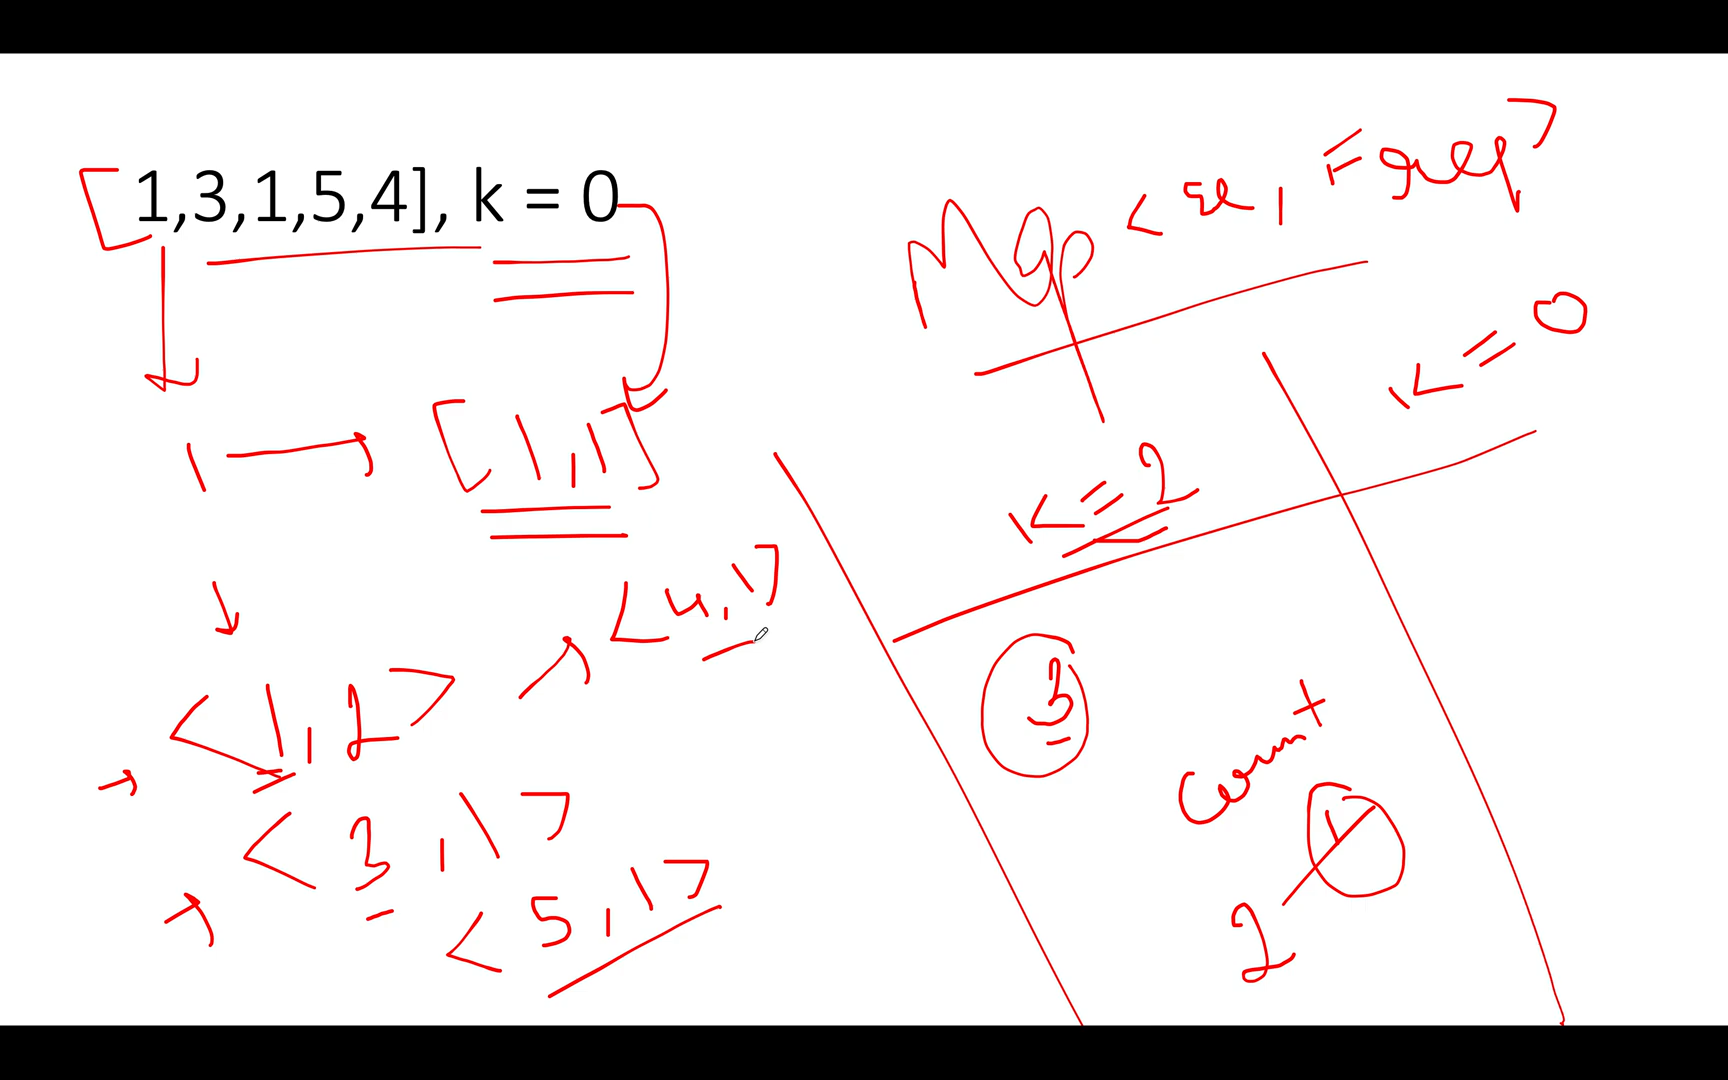 [1,3,1,5,4], k = 0
Map <ele, Freq>
K = 0
1 → [1,1]
K = 2
<4,1>
<1,2>
3
Count
<3,1>
1
<5,1>
2